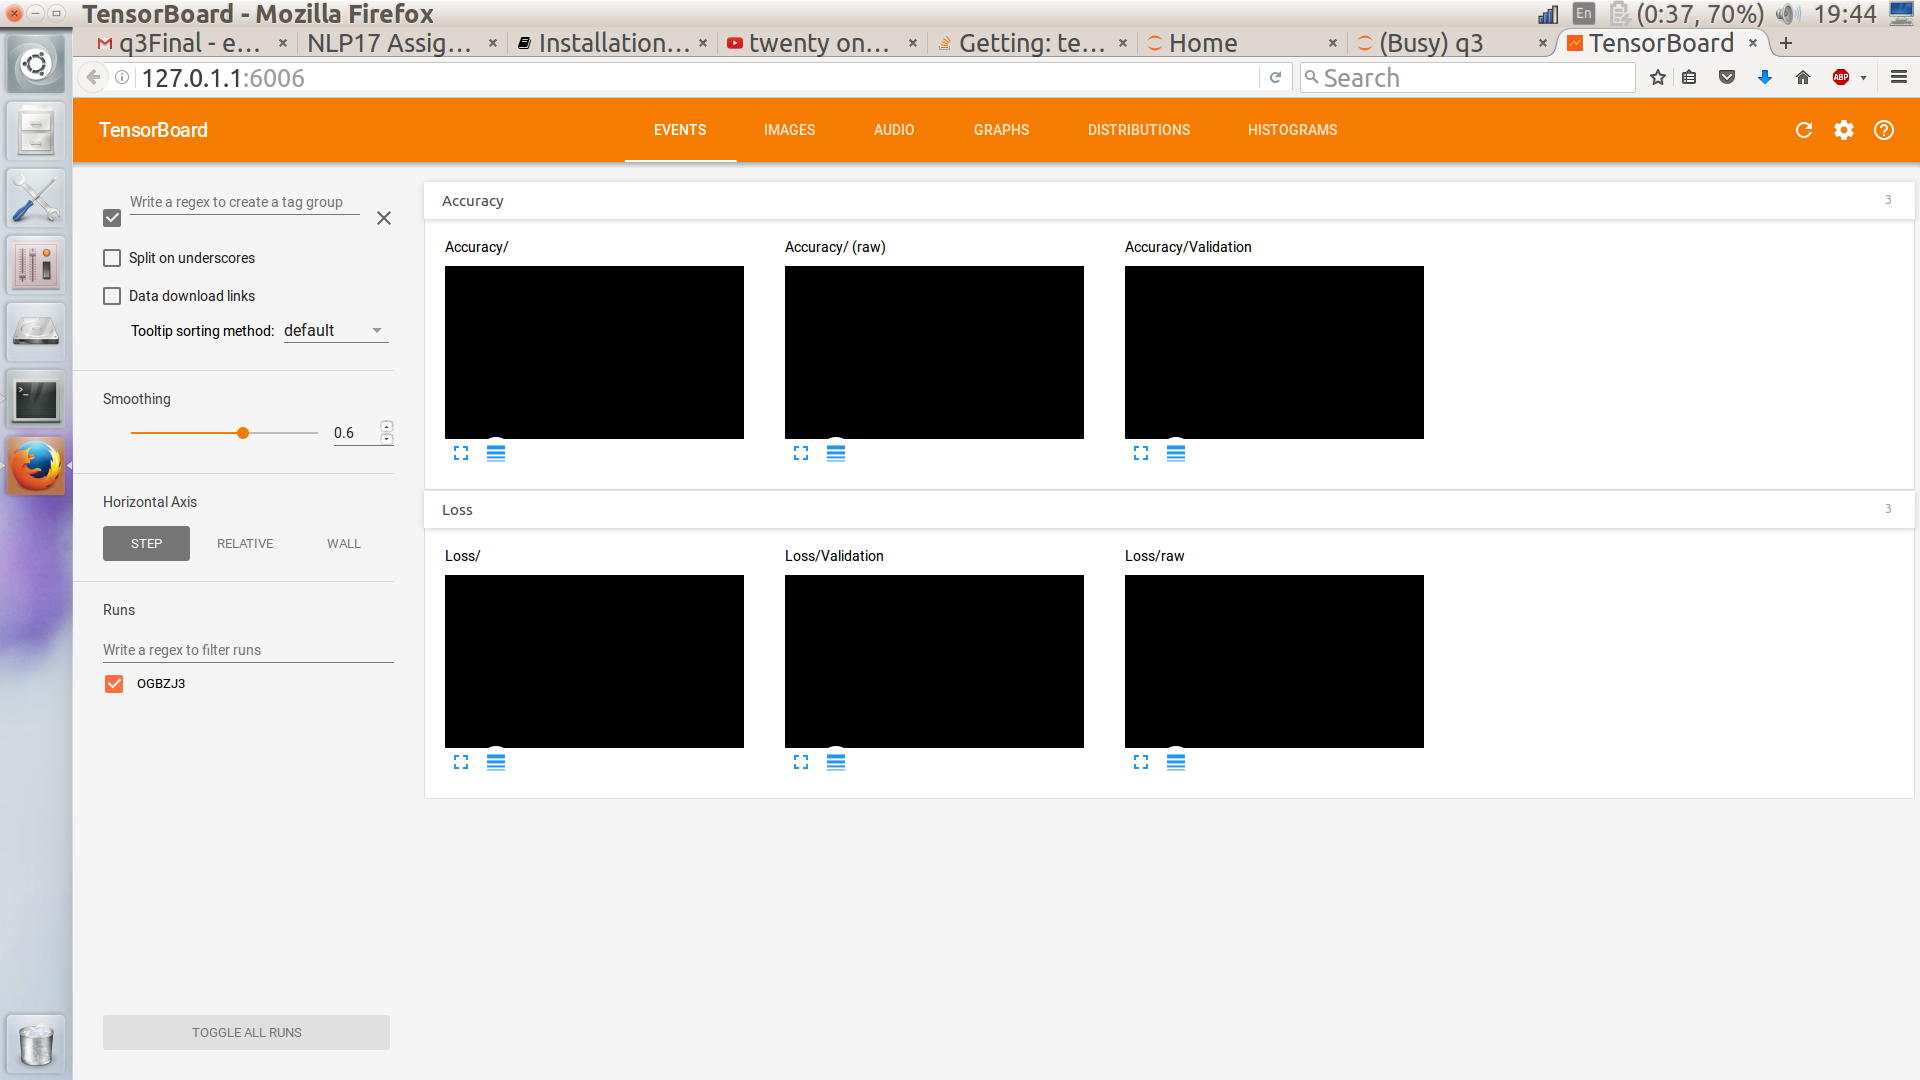 TensorBoard - Mozilla Firefox
En (0:37, 70%) 19:44
q3Final - e... NLP17 Assig... Installation... twenty on... Getting: te... Home (Busy) q3 TensorBoard
127.0.1.1:6006 Search ABP
TensorBoard EVENTS IMAGES AUDIO GRAPHS DISTRIBUTIONS HISTOGRAMS
Write a regex to create a tag group
Split on underscores
Data download links
Tooltip sorting method: default
Smoothing
0.6
Horizontal Axis
STEP RELATIVE WALL
Runs
Write a regex to filter runs
OGBZJ3
TOGGLE ALL RUNS
Accuracy 3
Accuracy/ Accuracy/ (raw) Accuracy/Validation
Loss 3
Loss/ Loss/Validation Loss/raw